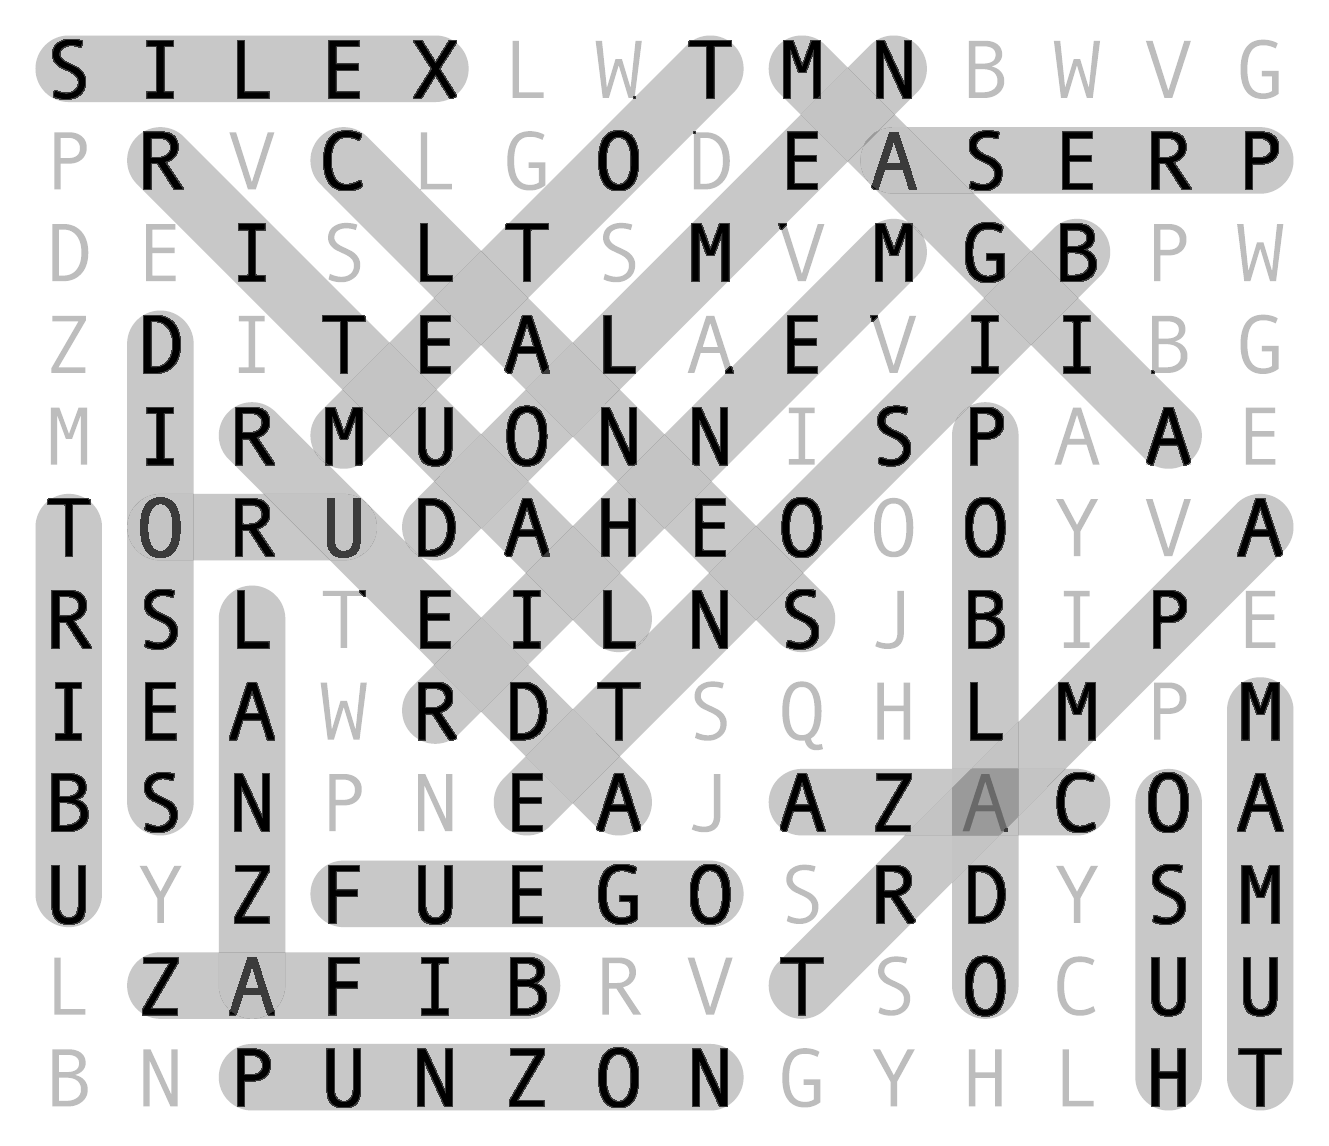 S I L E X L W T M N B W V G
P R V C L G O D E A S E R P
D E I S L T S M V M G B P W
Z D I T E A L A E V I I B G
M I R M U O N N I S P A A E
T O R U D A H E O O O Y V A
R S L T E I L N S J B I P E
I E A W R D T S Q H L M P M
B S N P N E A J A Z A C O A
U Y Z F U E G O S R D Y S M
L Z A F I B R V T S O C U U
B N P U N Z O N G Y H L H T